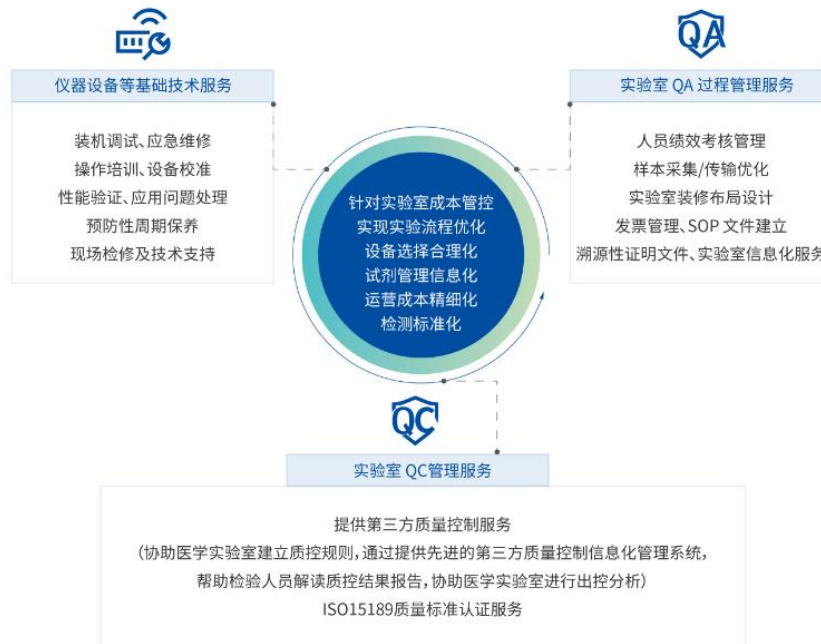 QA
仪器设备等基础技术服务
装机调试、应急维修
操作培训、设备校准
性能验证、应用问题处理
预防性周期保养
现场检修及技术支持
实验室 QA 过程管理服务
人员绩效考核管理
样本采集/传输优化
实验室装修布局设计
发票管理、SOP 文件建立
溯源性证明文件、实验室信息化服务
针对实验室成本管控
实现实验流程优化
设备选择合理化
试剂管理信息化
运营成本精细化
检测标准化
QC
实验室 QC管理服务
提供第三方质量控制服务
(协助医学实验室建立质控规则,通过提供先进的第三方质量控制信息化管理系统,
帮助检验人员解读质控结果报告,协助医学实验室进行出控分析)
ISO15189质量标准认证服务